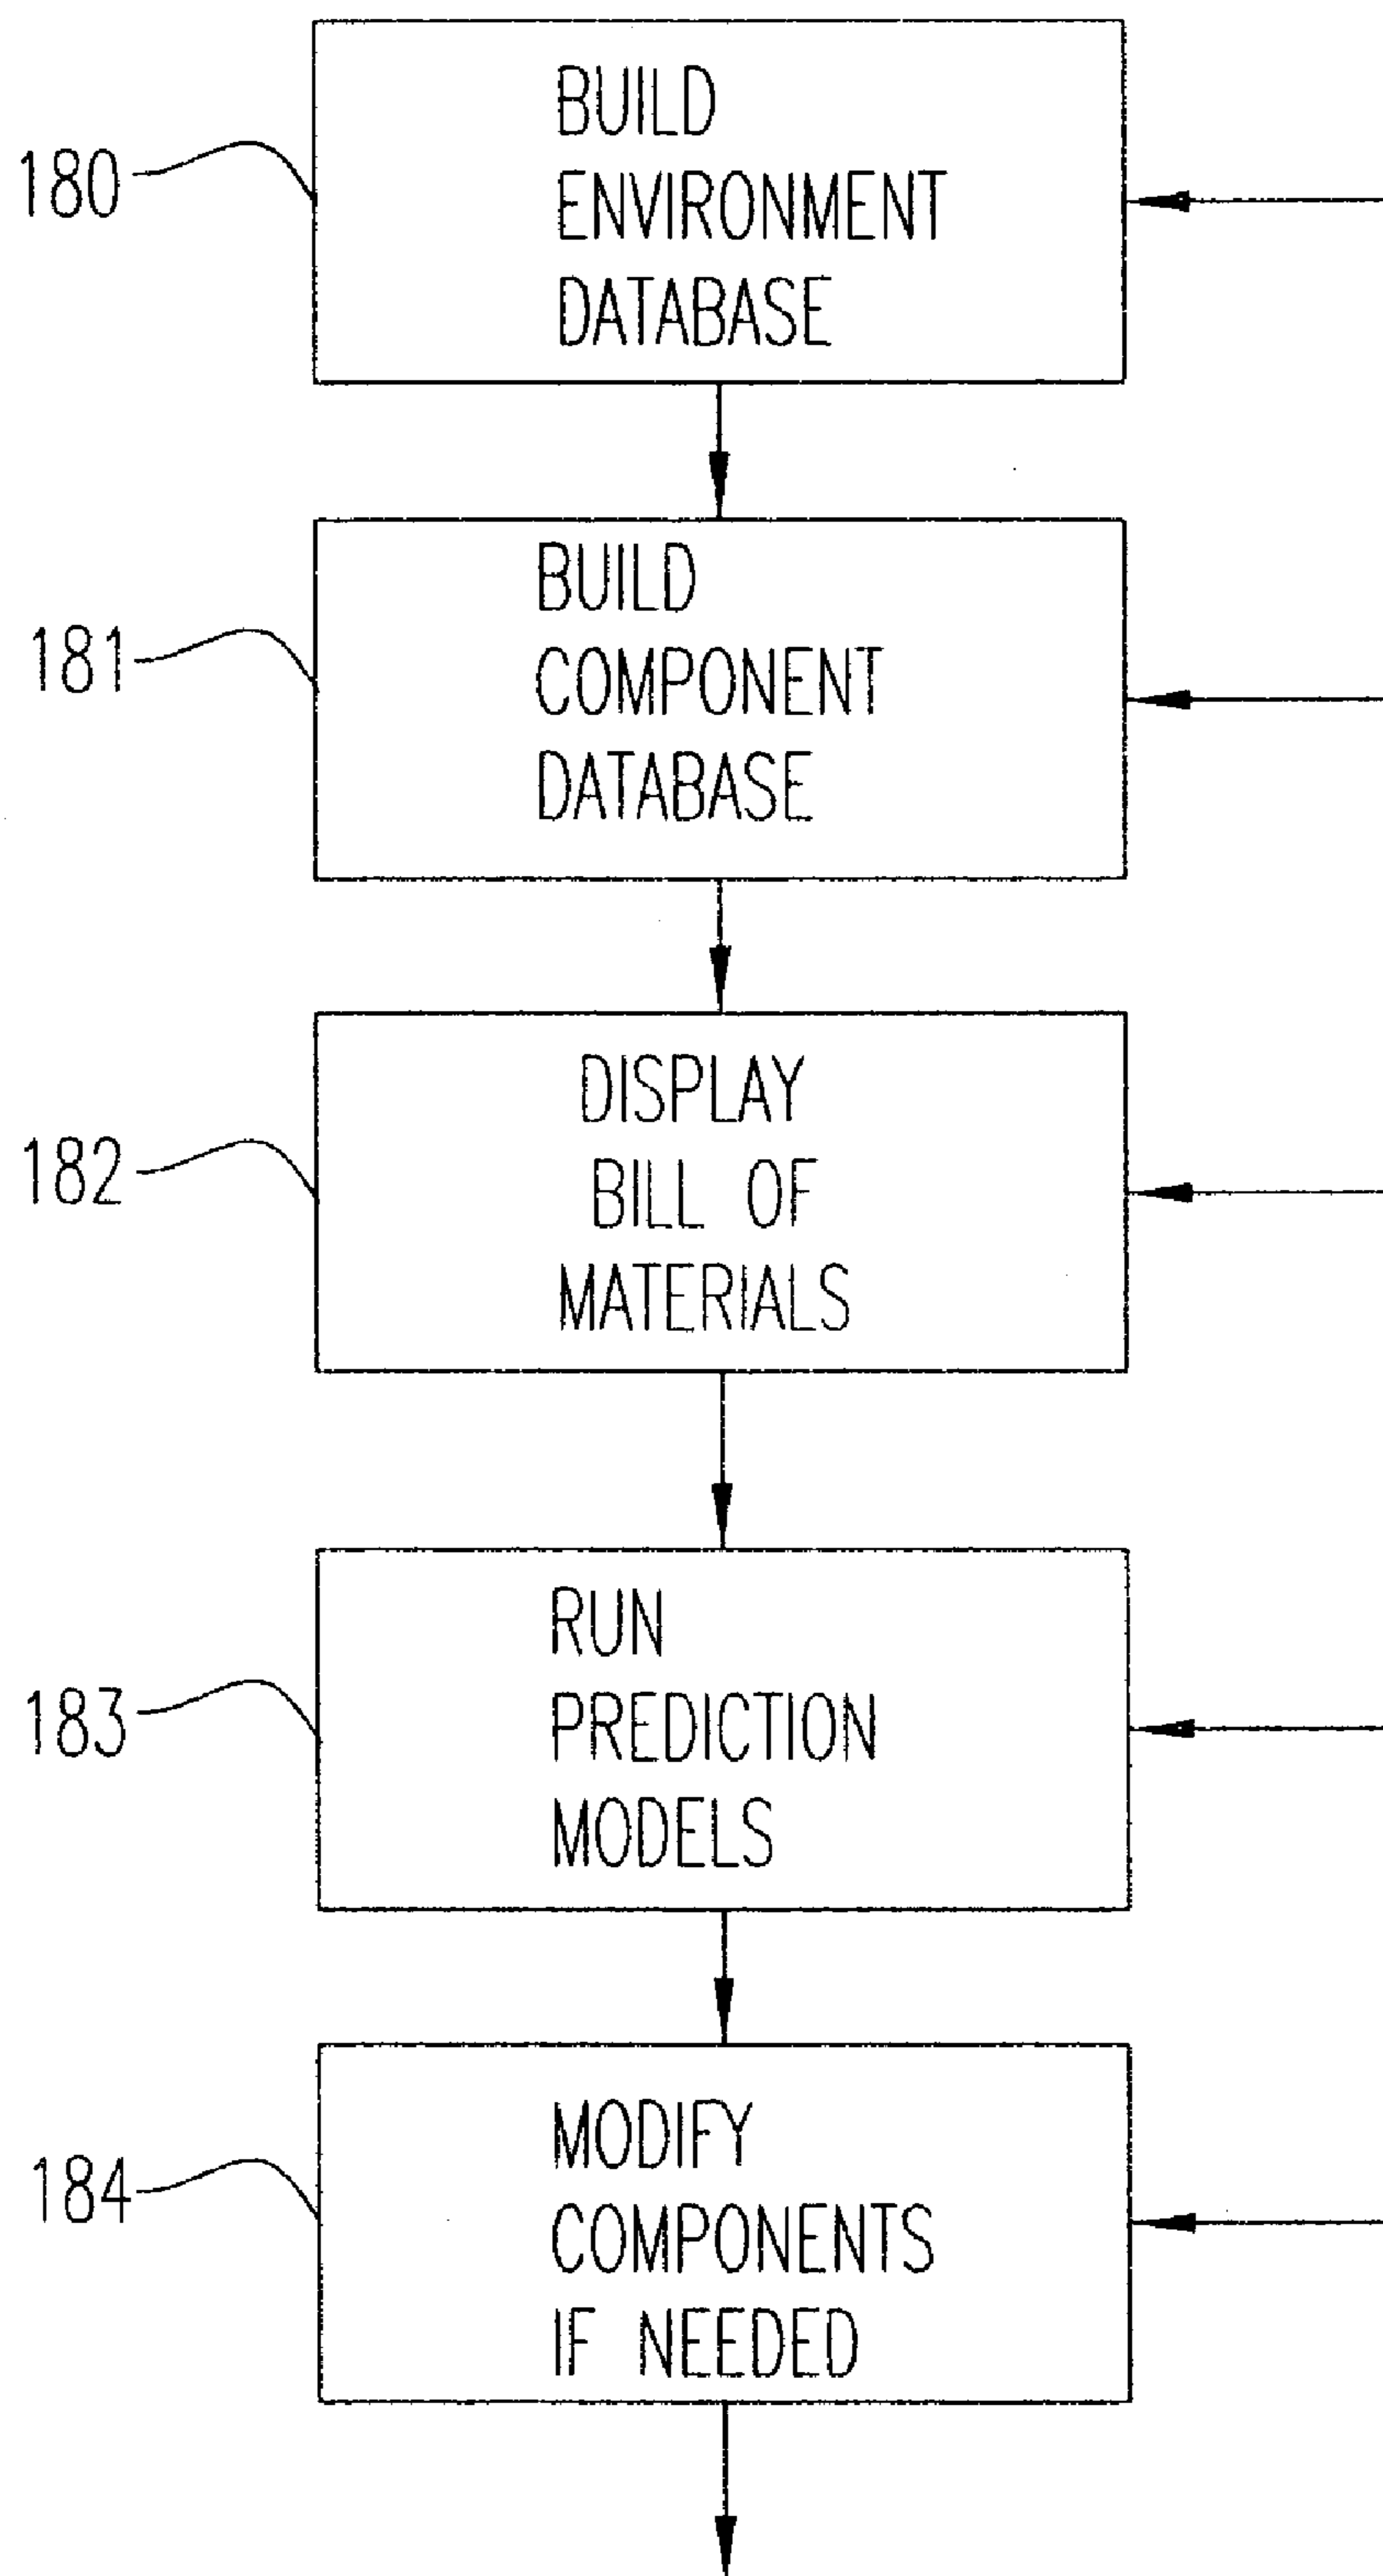 BUILD
ENVIRONMENT
DATABASE
180
BUILD
COMPONENT
DATABASE
181
DISPLAY
BILL OF
MATERIALS
182
RUN
PREDICTION
MODELS
183
MODIFY
COMPONENTS
IF NEEDED
184